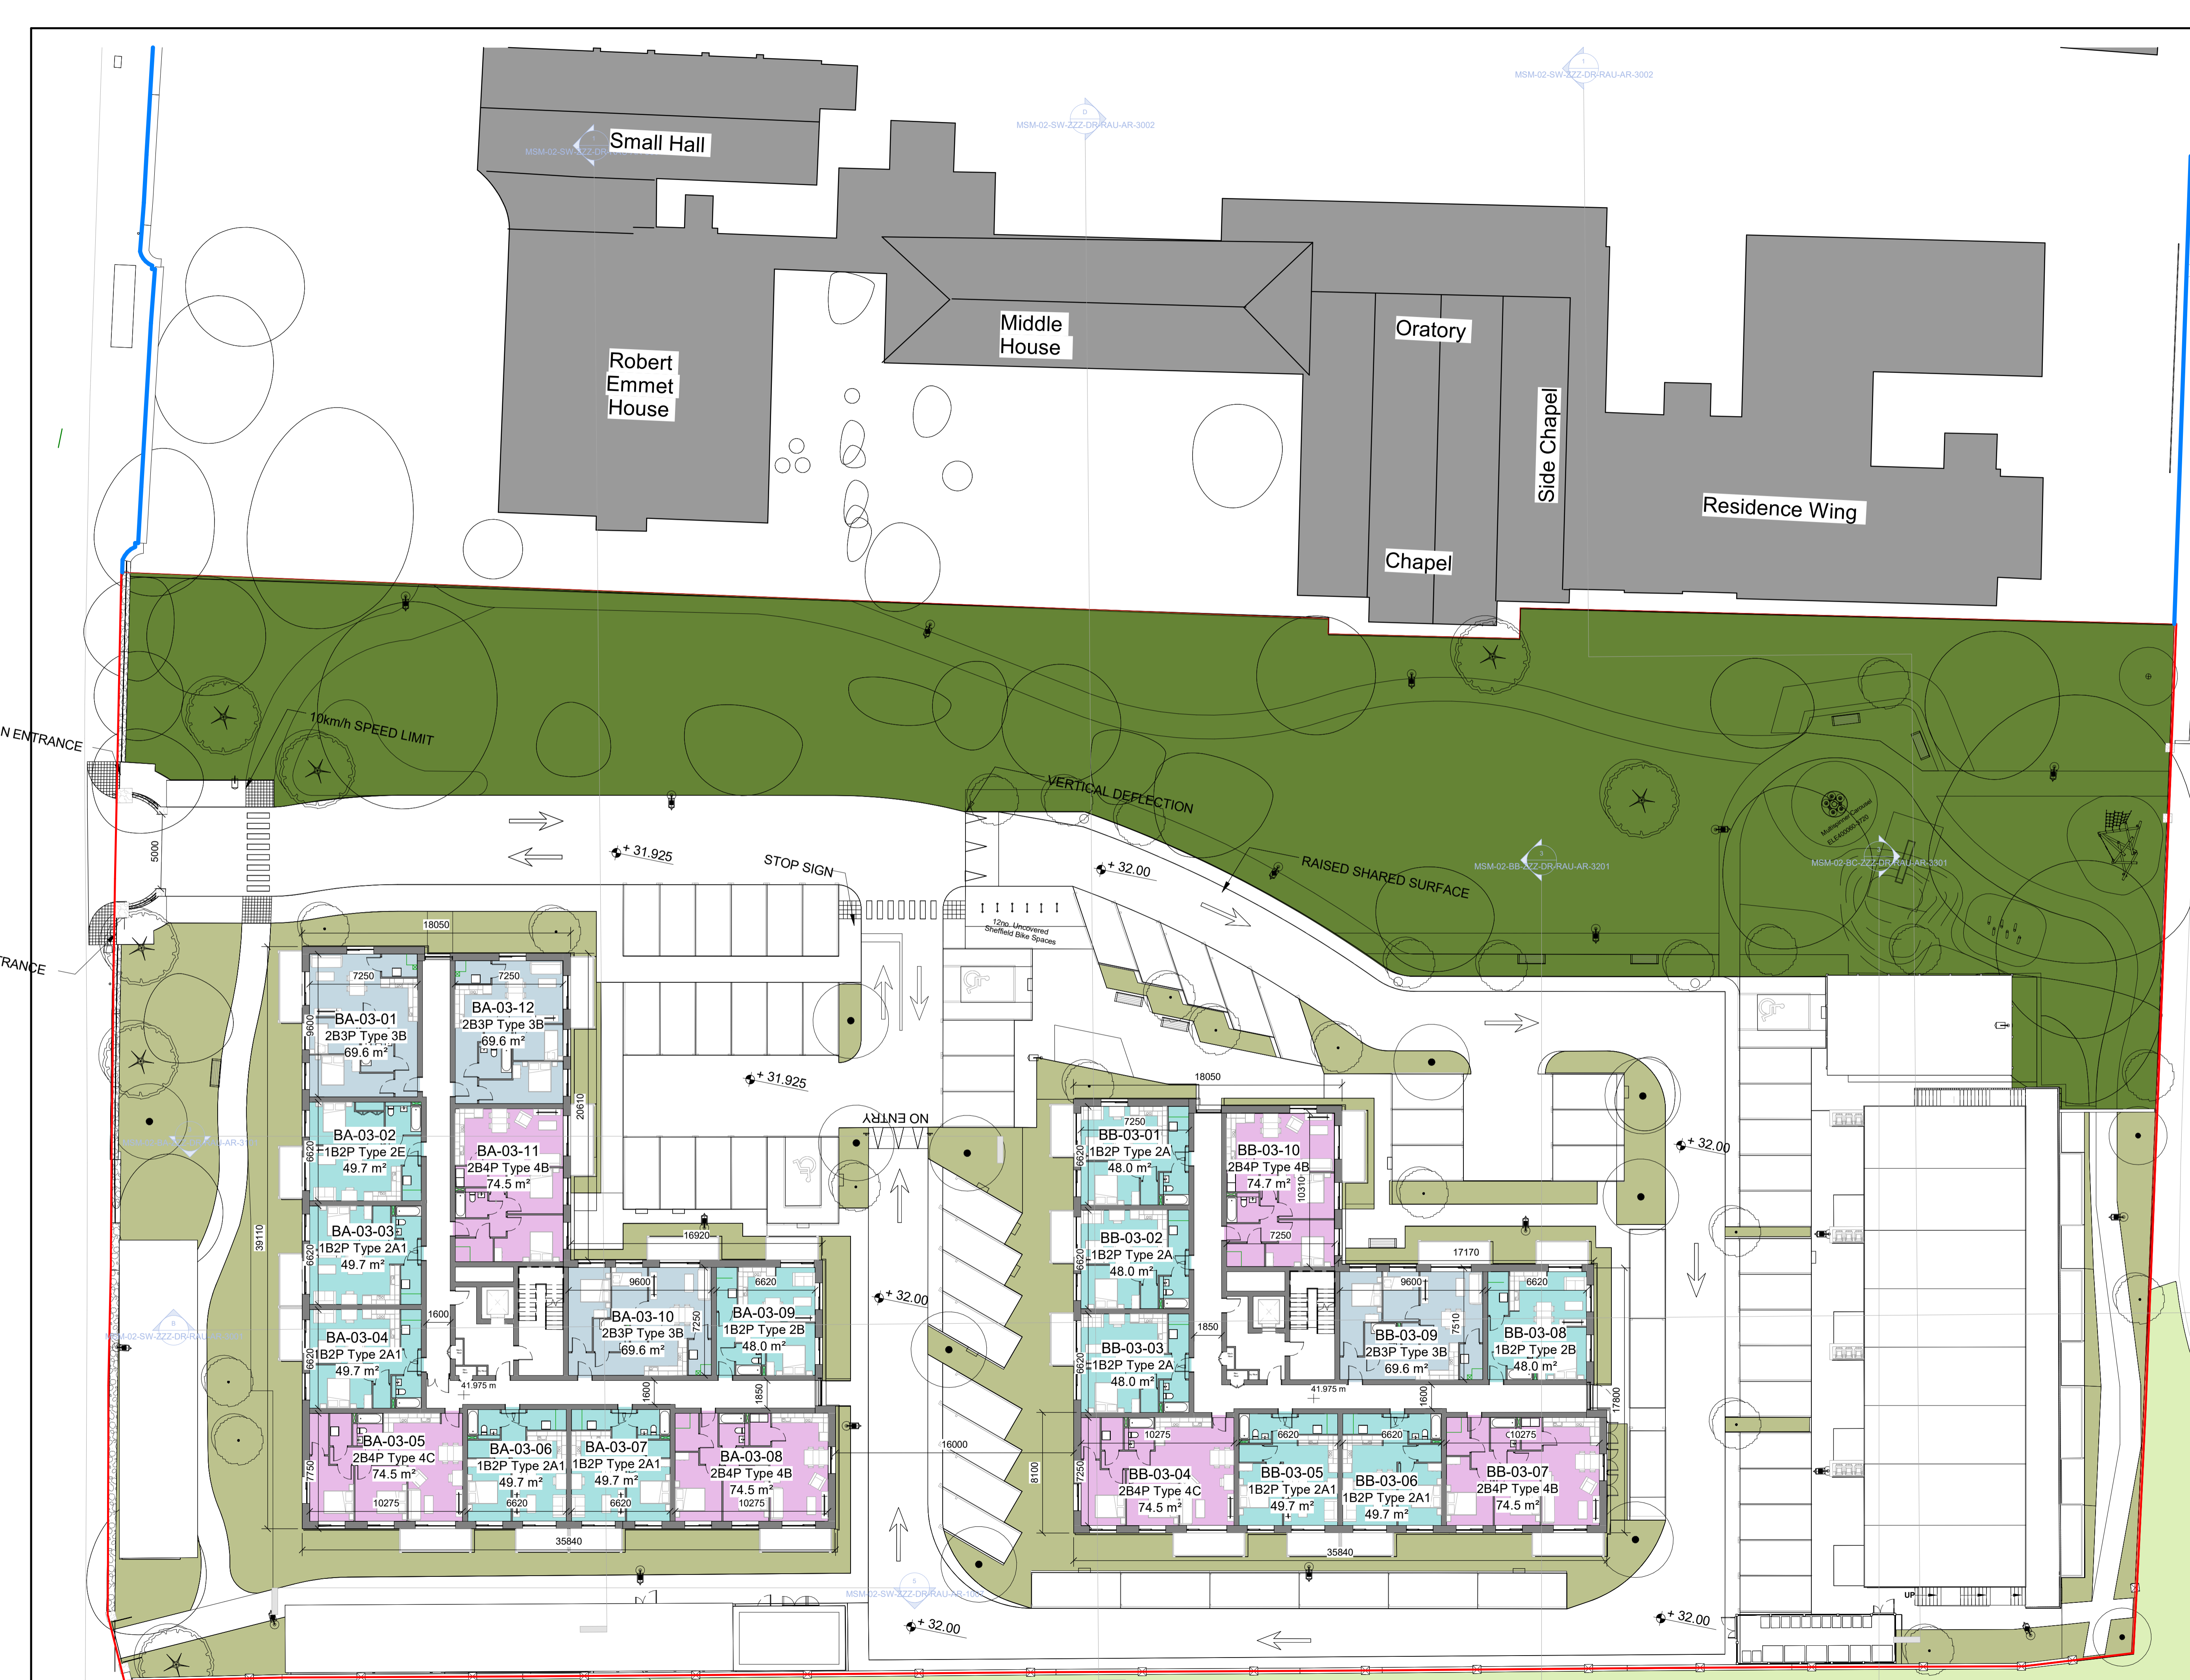 MSM-02-SW-ZZZ-DR-RAU-AR-3002
MSM-02-SW-ZZZ-DR-RAU-AR-3002
Small Hall
Robert
Emmet
House
Middle
House
Oratory
Side Chapel
Chapel
Residence Wing
N ENTRANCE
10km/h SPEED LIMIT
VERTICAL DEFLECTION
5000
+ 31.925
STOP SIGN
+ 32.00
RAISED SHARED SURFACE
Multispinner Carousel
MSM-02-BB-ZZZ-DR-RAU-AR-3201
MSM-02-BC-ZZZ-DR-RAU-AR-3301
12no. Uncovered
Sheffield Bike Spaces
TRANCE
18050
7250
7250
9600
BA-03-01
2B3P Type 3B
69.6 m²
BA-03-12
2B3P Type 3B
69.6 m²
+ 31.925
18050
NO ENTRY
20610
BA-03-02
1B2P Type 2E
49.7 m²
6620
BA-03-11
2B4P Type 4B
74.5 m²
7250
BB-03-01
1B2P Type 2A
48.0 m²
6620
BB-03-10
2B4P Type 4B
74.7 m²
10310
7250
+ 32.00
39110
BA-03-03
1B2P Type 2A1
49.7 m²
6620
16920
BB-03-02
1B2P Type 2A
48.0 m²
6620
17170
BA-03-04
1B2P Type 2A1
49.7 m²
6620
1600
9600
BA-03-10
2B3P Type 3B
69.6 m²
7250
6620
BA-03-09
1B2P Type 2B
48.0 m²
+ 32.00
BB-03-03
1B2P Type 2A
48.0 m²
6620
1850
9600
BB-03-09
2B3P Type 3B
69.6 m²
7510
6620
BB-03-08
1B2P Type 2B
48.0 m²
41.975 m
1600
1850
41.975 m
1600
17800
BA-03-05
2B4P Type 4C
74.5 m²
7750
10275
BA-03-06
1B2P Type 2A1
49.7 m²
6620
BA-03-07
1B2P Type 2A1
49.7 m²
6620
BA-03-08
2B4P Type 4B
74.5 m²
10275
16000
8100
7250
10275
BB-03-04
2B4P Type 4C
74.5 m²
6620
BB-03-05
1B2P Type 2A1
49.7 m²
6620
BB-03-06
1B2P Type 2A1
49.7 m²
10275
BB-03-07
2B4P Type 4B
74.5 m²
35840
35840
UP
+ 32.00
+ 32.00